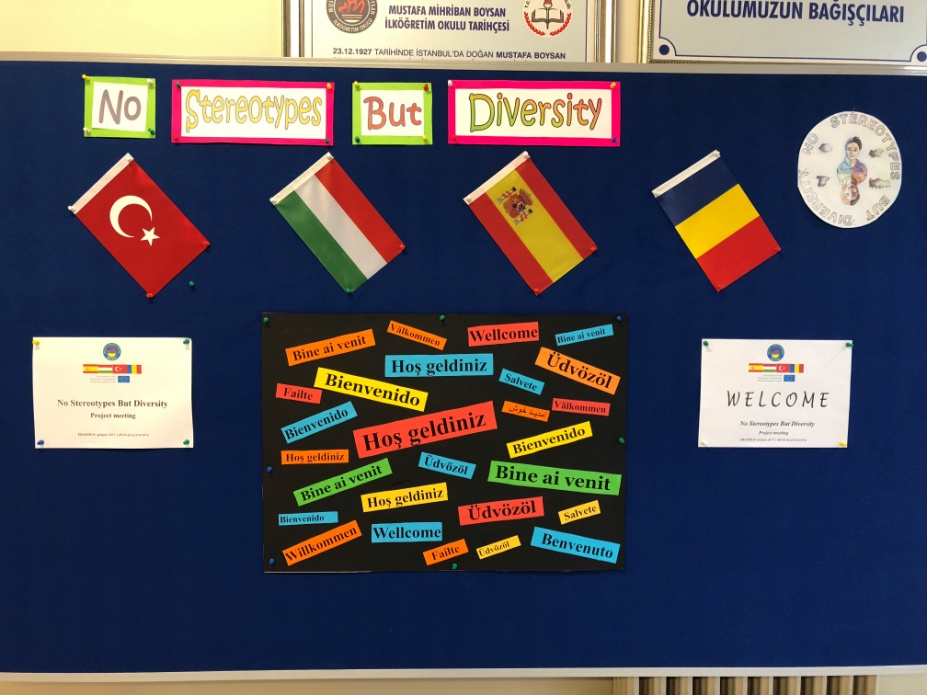 MUSTAFA MİHRİBAN BOYSAN
İLKÖĞRETİM OKULU TARİHÇESİ
23.12.1927 TARİHİNDE İSTANBUL'DA DOĞAN MUSTAFA BOYSAN
OKULUMUZUN BAĞIŞÇILARI
No Stereotypes But Diversity
NO STEREOTYPES BUT DIVERSITY
No Stereotypes But Diversity
Project meeting
WELCOME
No Stereotypes But Diversity
Project meeting
Bine ai venit
Välkommen
Wellcome
Bine ai venit
Hoş geldiniz
Üdvözöl
Bienvenido
Salvete
Failte
Bienvenido
Hoş geldiniz
خوش
Välkommen
Hoş geldiniz
Bienvenido
Bine ai venit
Üdvözöl
Bine ai venit
Hoş geldiniz
Üdvözöl
Salvete
Bienvenido
Willkommen
Wellcome
Failte
Üdvözöl
Benvenuto